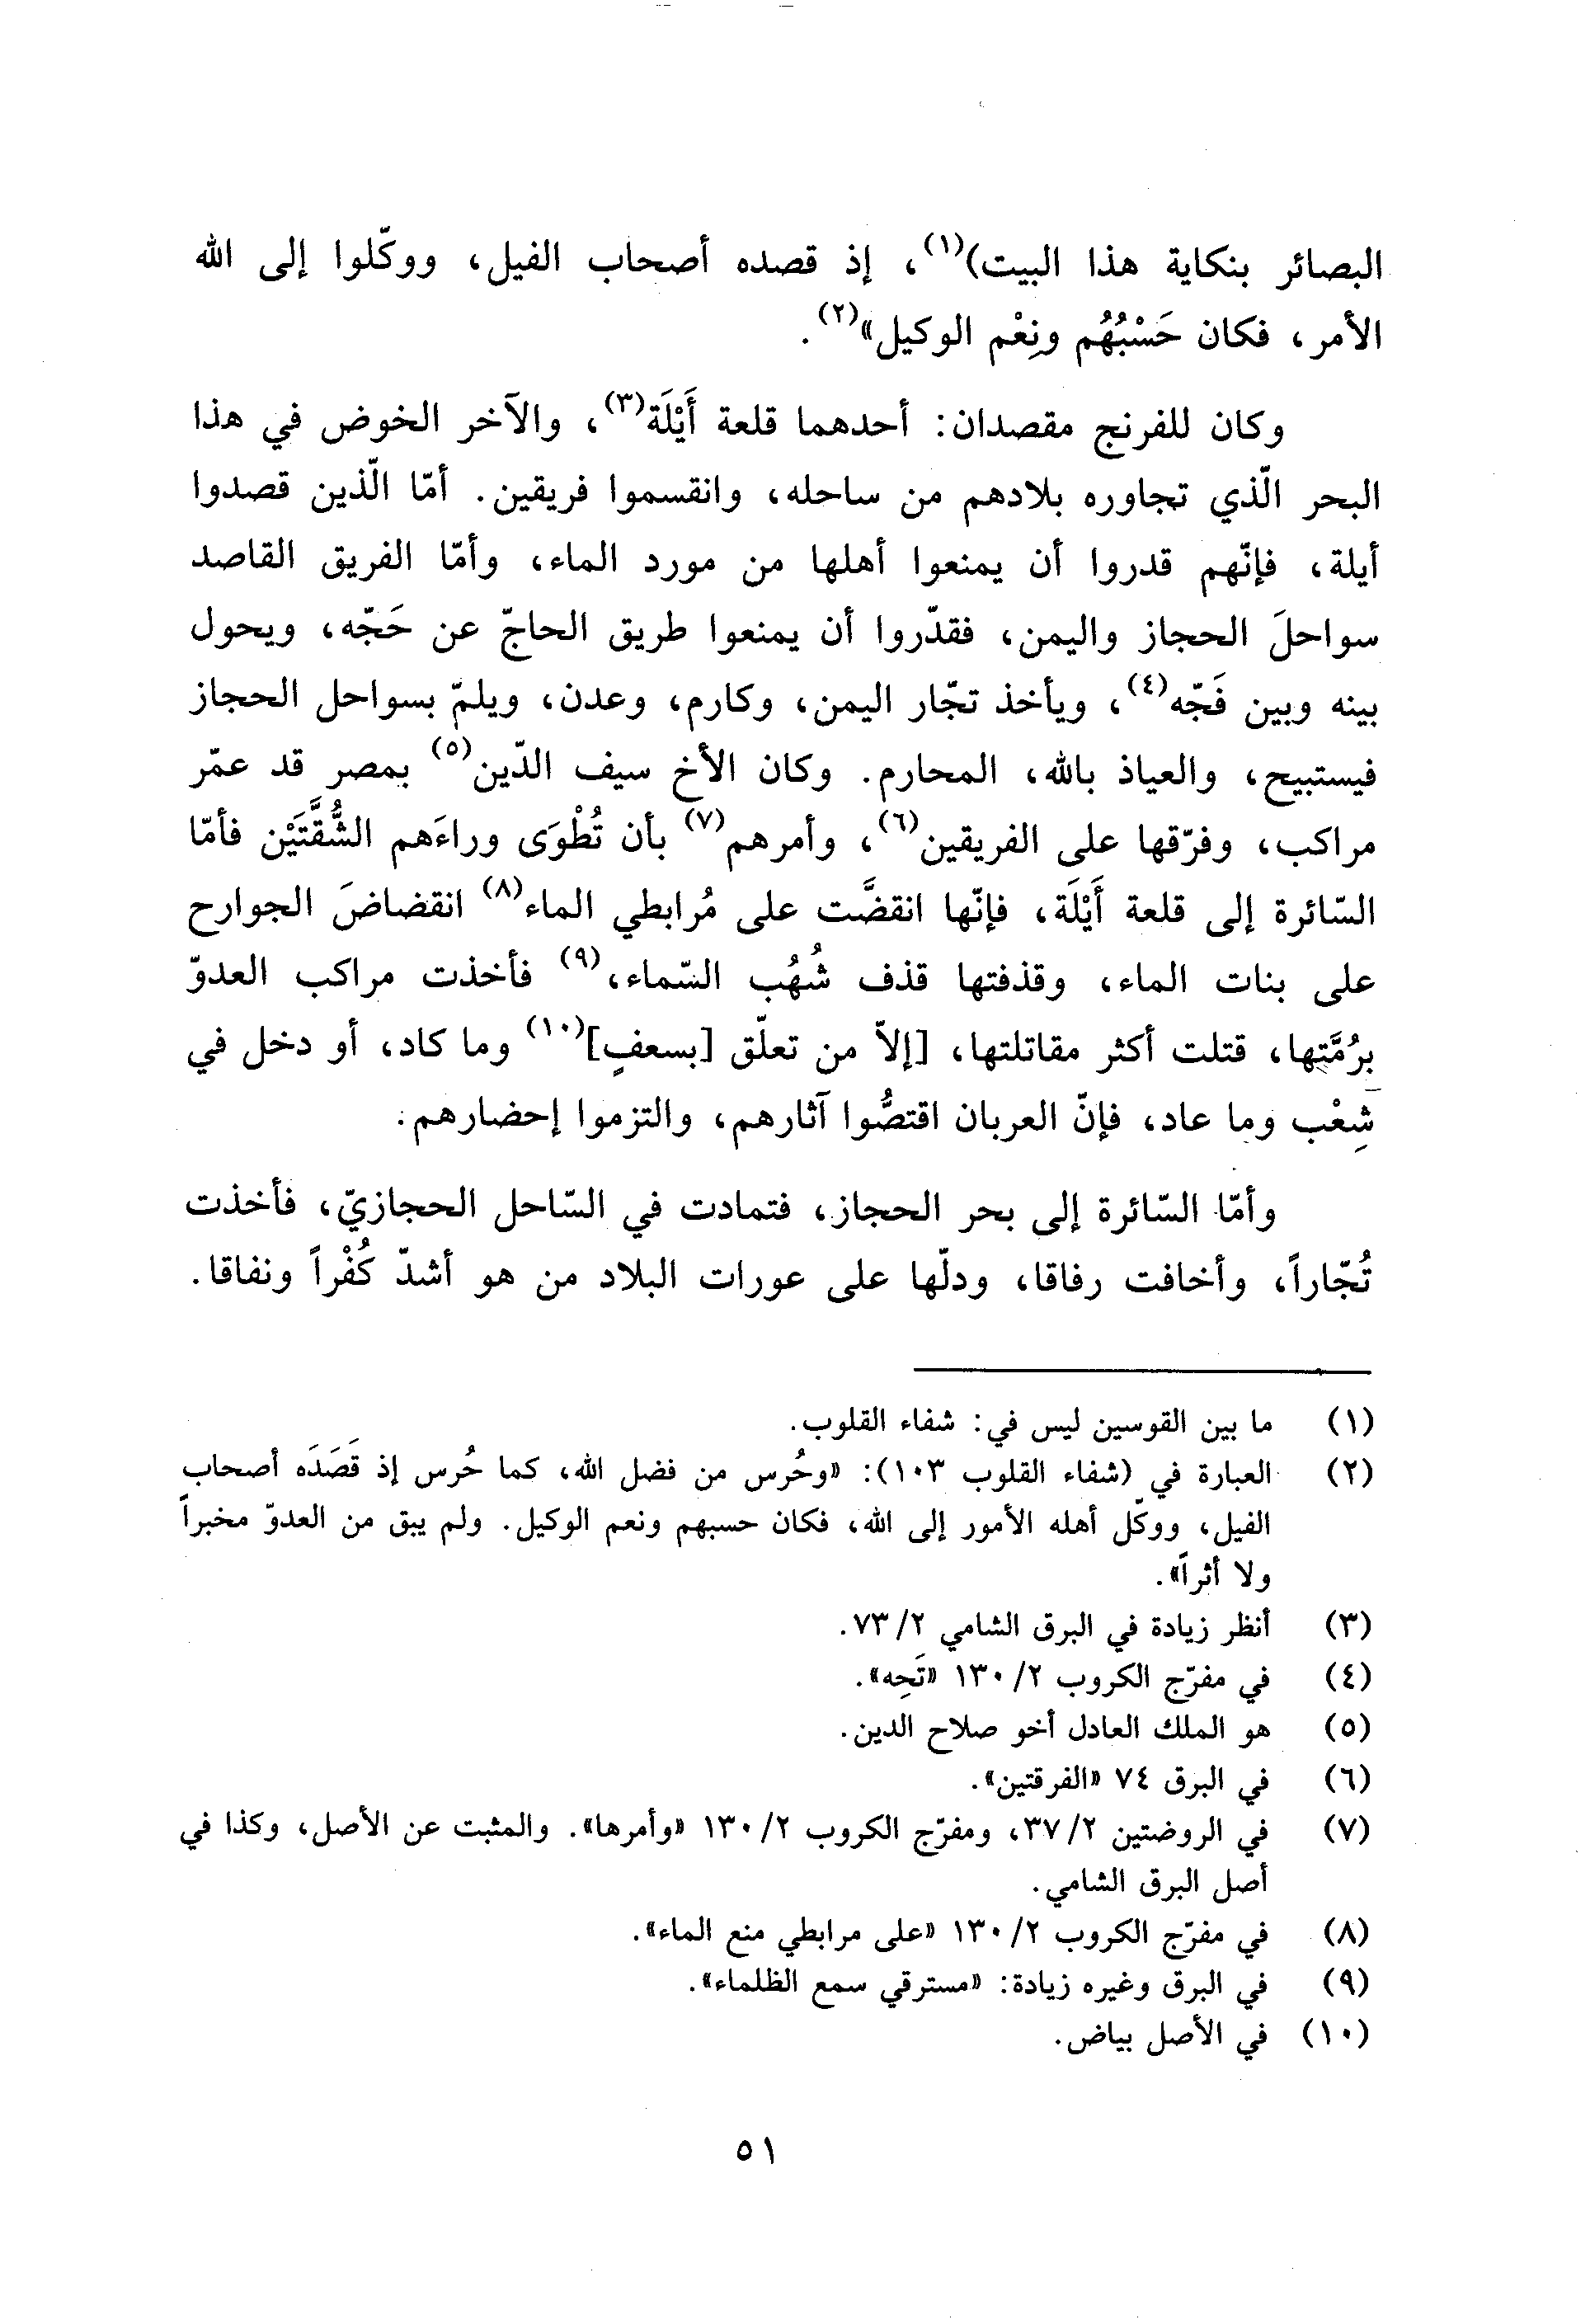 البصائر بنكاية هذا البيت)(١)، إذ قصده أصحاب الفيل، ووكّلوا إلى الله
الأمر، فكان حَسْبُهُم ونِعْم الوكيل»(٢).
وكان للفرنج مقصدان: أحدهما قلعة أَيْلَة(٣)، والآخر الخوض في هذا
البحر الّذي تجاوره بلادهم من ساحله، وانقسموا فريقين. أمّا الّذين قصدوا
أيلة، فإنّهم قدروا أن يمنعوا أهلها من مورد الماء، وأمّا الفريق القاصد
سواحلَ الحجاز واليمن، فقدّروا أن يمنعوا طريق الحاجّ عن حَجّه، ويحول
بينه وبين فَجّه(٤)، ويأخذ تجّار اليمن، وكارم، وعدن، ويلمّ بسواحل الحجاز
فيستبيح، والعياذ بالله، المحارم. وكان الأخ سيف الدّين(٥) بمصر قد عمّر
مراكب، وفرّقها على الفريقين(٦)، وأمرهم(٧) بأن تُطْوَى وراءَهم الشُّقَّتَيْن فأمّا
السّائرة إلى قلعة أَيْلَة، فإنّها انقضَّت على مُرابطي الماء(٨) انقضاضَ الجوارح
على بنات الماء، وقذفتها قذف شُهُب السّماء،(٩) فأخذت مراكب العدوّ
برُمَّتِها، قتلت أكثر مقاتلتها، [إلاّ من تعلّق [بسعفٍ](١٠) وما كاد، أو دخل في
شِعْب وما عاد، فإنّ العربان اقتصُّوا آثارهم، والتزموا إحضارهم.
وأمّا السّائرة إلى بحر الحجاز، فتمادت في السّاحل الحجازيّ، فأخذت
تُجّاراً، وأخافت رفاقا، ودلّها على عورات البلاد من هو أشدّ كُفْراً ونفاقا.
(١) ما بين القوسين ليس في: شفاء القلوب.
(٢) العبارة في (شفاء القلوب ١٠٣): «وحُرس من فضل الله، كما حُرس إذ قَصَدَه أصحاب
الفيل، ووكّل أهله الأمور إلى الله، فكان حسبهم ونعم الوكيل. ولم يبق من العدوّ مخبراً
ولا أثراً».
(٣) أنظر زيادة في البرق الشامي ٢/ ٧٣.
(٤) في مفرّج الكروب ٢/ ١٣٠ «تَجِه».
(٥) هو الملك العادل أخو صلاح الدين.
(٦) في البرق ٧٤ «الفرقتين».
(٧) في الروضتين ٢/ ٣٧، ومفرّج الكروب ٢/ ١٣٠ «وأمرها». والمثبت عن الأصل، وكذا في
أصل البرق الشامي.
(٨) في مفرّج الكروب ٢/ ١٣٠ «على مرابطي منع الماء».
(٩) في البرق وغيره زيادة: «مسترقي سمع الظلماء».
(١٠) في الأصل بياض.
٥١